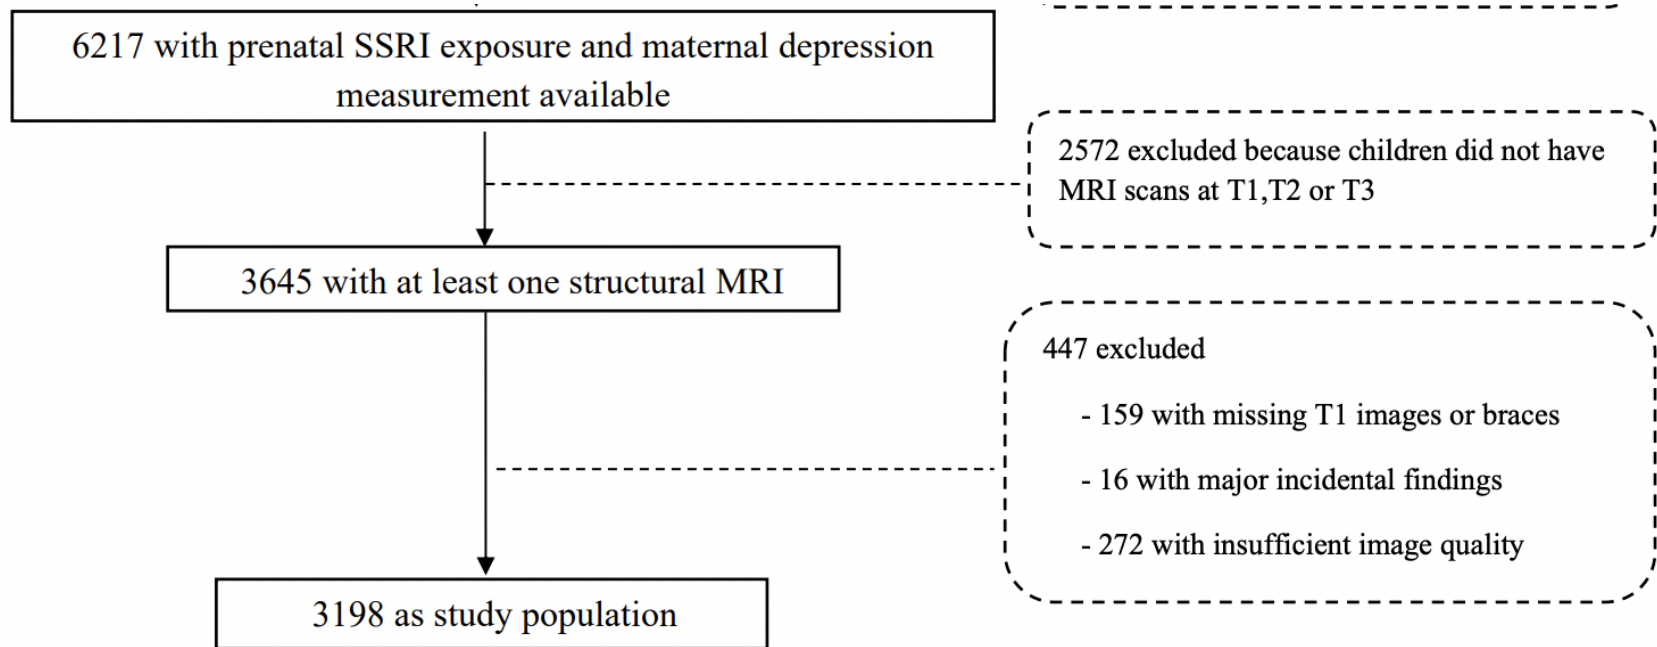 6217 with prenatal SSRI exposure and maternal depression
measurement available
2572 excluded because children did not have
MRI scans at T1,T2 or T3
3645 with at least one structural MRI
447 excluded
- 159 with missing T1 images or braces
- 16 with major incidental findings
- 272 with insufficient image quality
3198 as study population